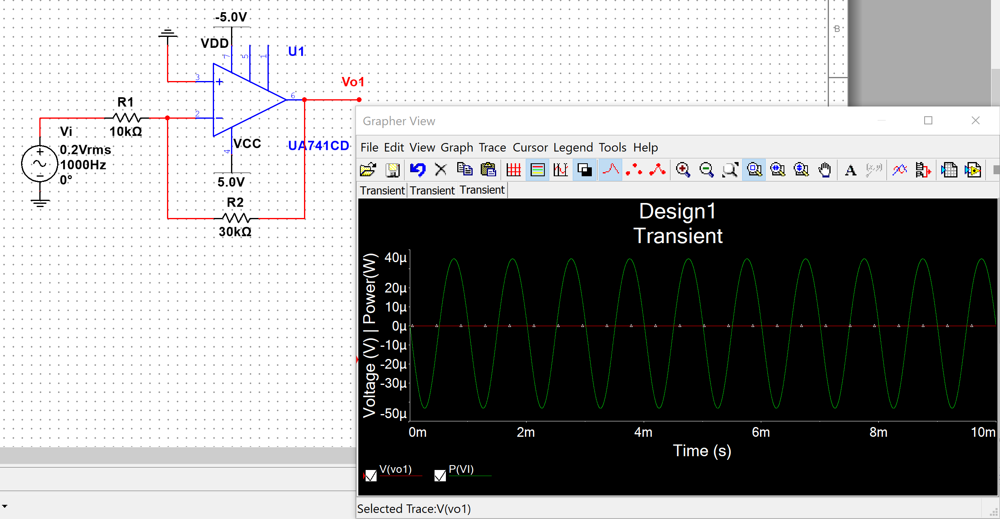 -5.0V
VDD
7
5
1
U1
3
+
Vo1
6
R1
2
−
10kΩ
Vi
0.2Vrms
1000Hz
0°
+
−
VCC
4
UA741CD
5.0V
R2
30kΩ
B
Grapher View
File Edit View Graph Trace Cursor Legend Tools Help
A
Transient Transient Transient
Design1
Transient
Voltage (V) | Power(W)
40µ
20µ
10µ
0µ
-10µ
-20µ
-30µ
-50µ
0m 2m 4m 6m 8m 10m
Time (s)
V(vo1) P(VI)
Selected Trace:V(vo1)